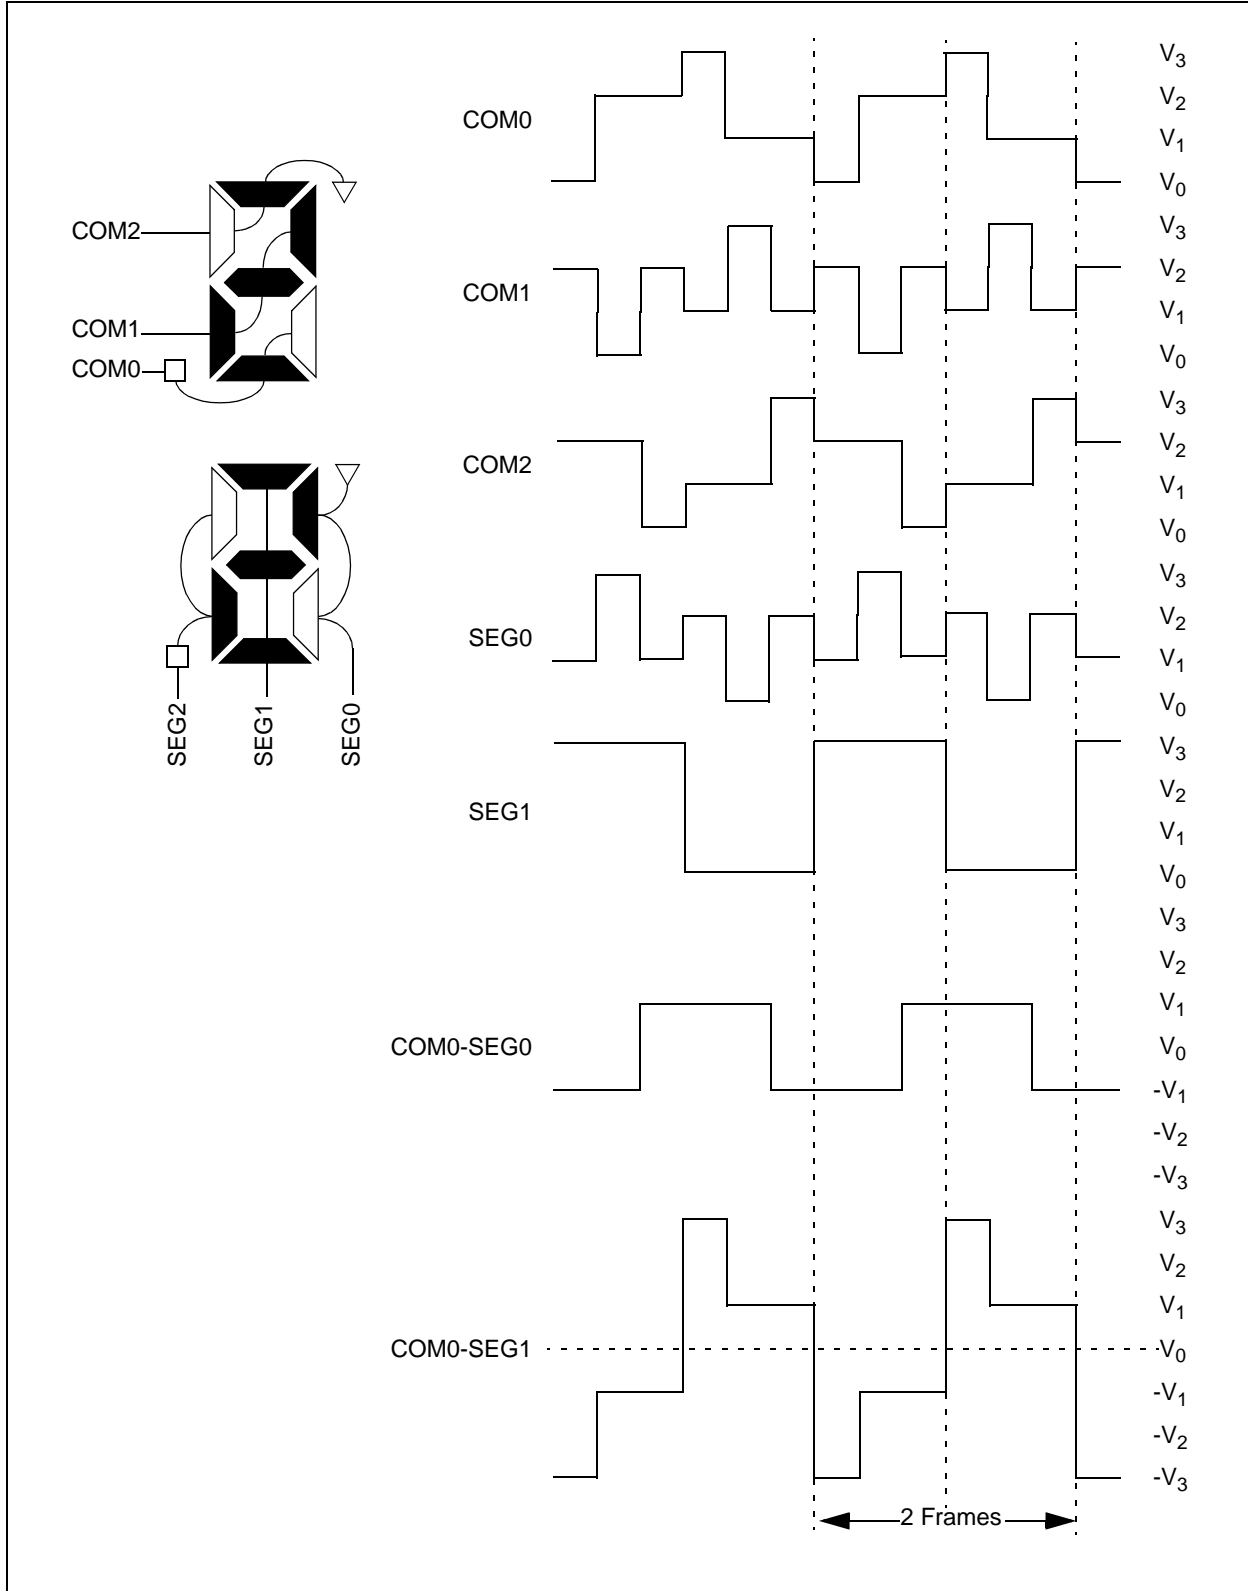 COM2
COM1
COM0
SEG2
SEG1
SEG0
COM0
V3
V2
V1
V0
COM1
V3
V2
V1
V0
COM2
V3
V2
V1
V0
SEG0
V3
V2
V1
V0
SEG1
V3
V2
V1
V0
COM0-SEG0
V3
V2
V1
V0
-V1
-V2
-V3
COM0-SEG1
V3
V2
V1
V0
-V1
-V2
-V3
2 Frames